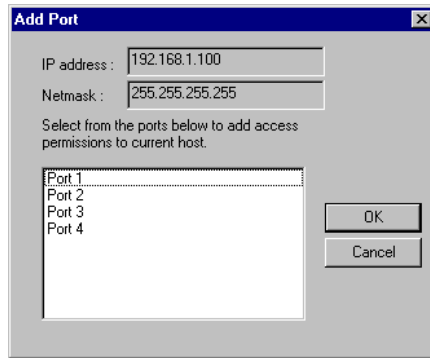 Add Port
IP address : 192.168.1.100
Netmask : 255.255.255.255
Select from the ports below to add access
permissions to current host.
Port 1
Port 2
Port 3
Port 4
OK
Cancel